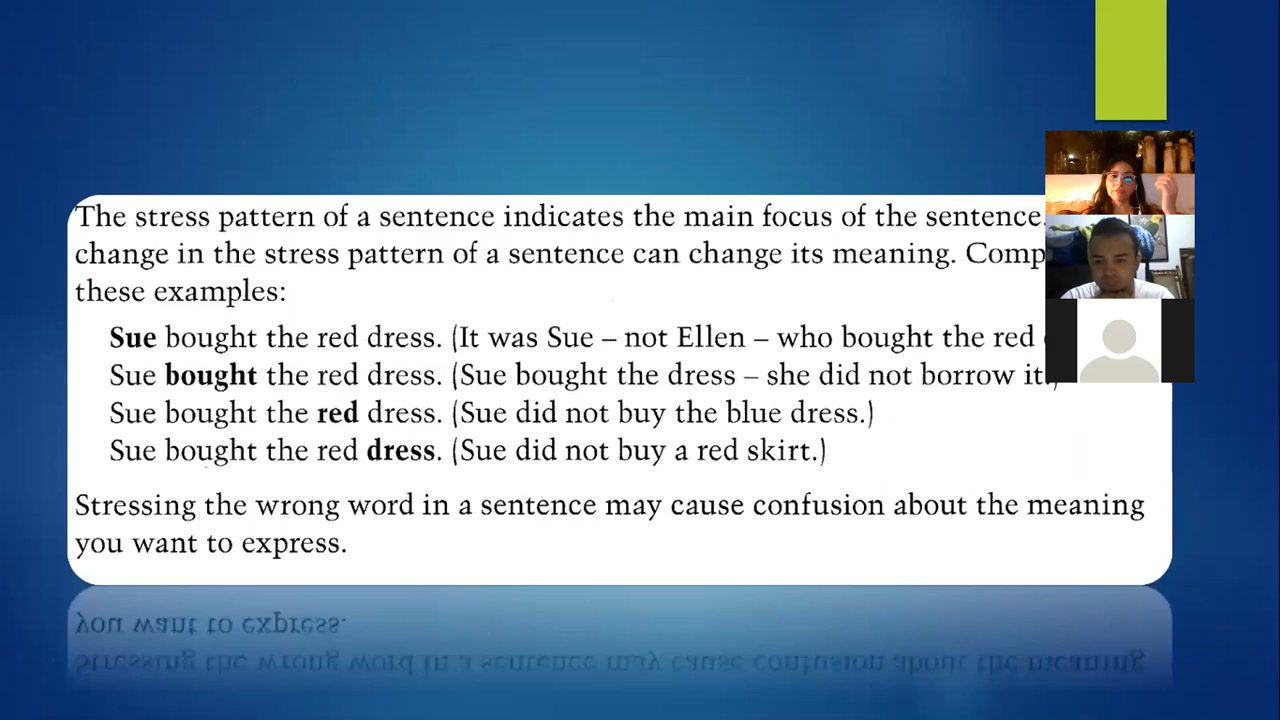 The stress pattern of a sentence indicates the main focus of the sentence.
change in the stress pattern of a sentence can change its meaning. Comp
these examples:
Sue bought the red dress. (It was Sue – not Ellen – who bought the red
Sue bought the red dress. (Sue bought the dress – she did not borrow it.)
Sue bought the red dress. (Sue did not buy the blue dress.)
Sue bought the red dress. (Sue did not buy a red skirt.)
Stressing the wrong word in a sentence may cause confusion about the meaning
you want to express.